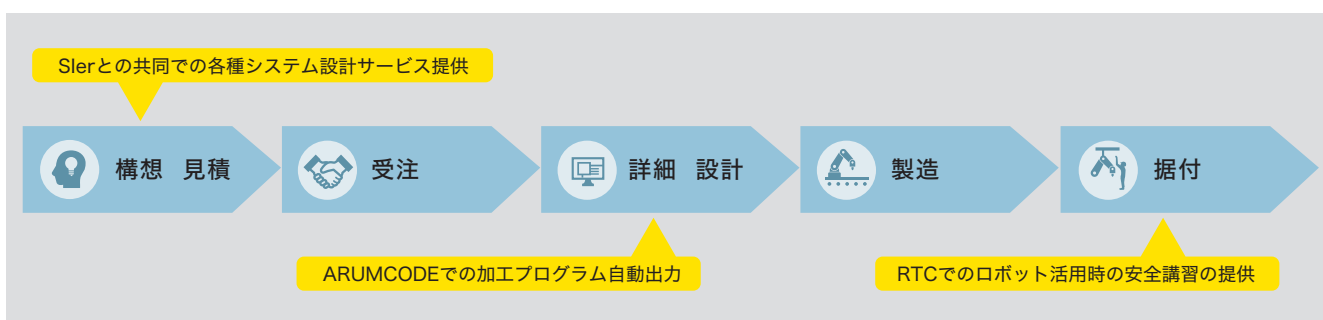 SIerとの共同での各種システム設計サービス提供
構想 見積
受注
詳細 設計
製造
据付
ARUMCODEでの加工プログラム自動出力
RTCでのロボット活用時の安全講習の提供